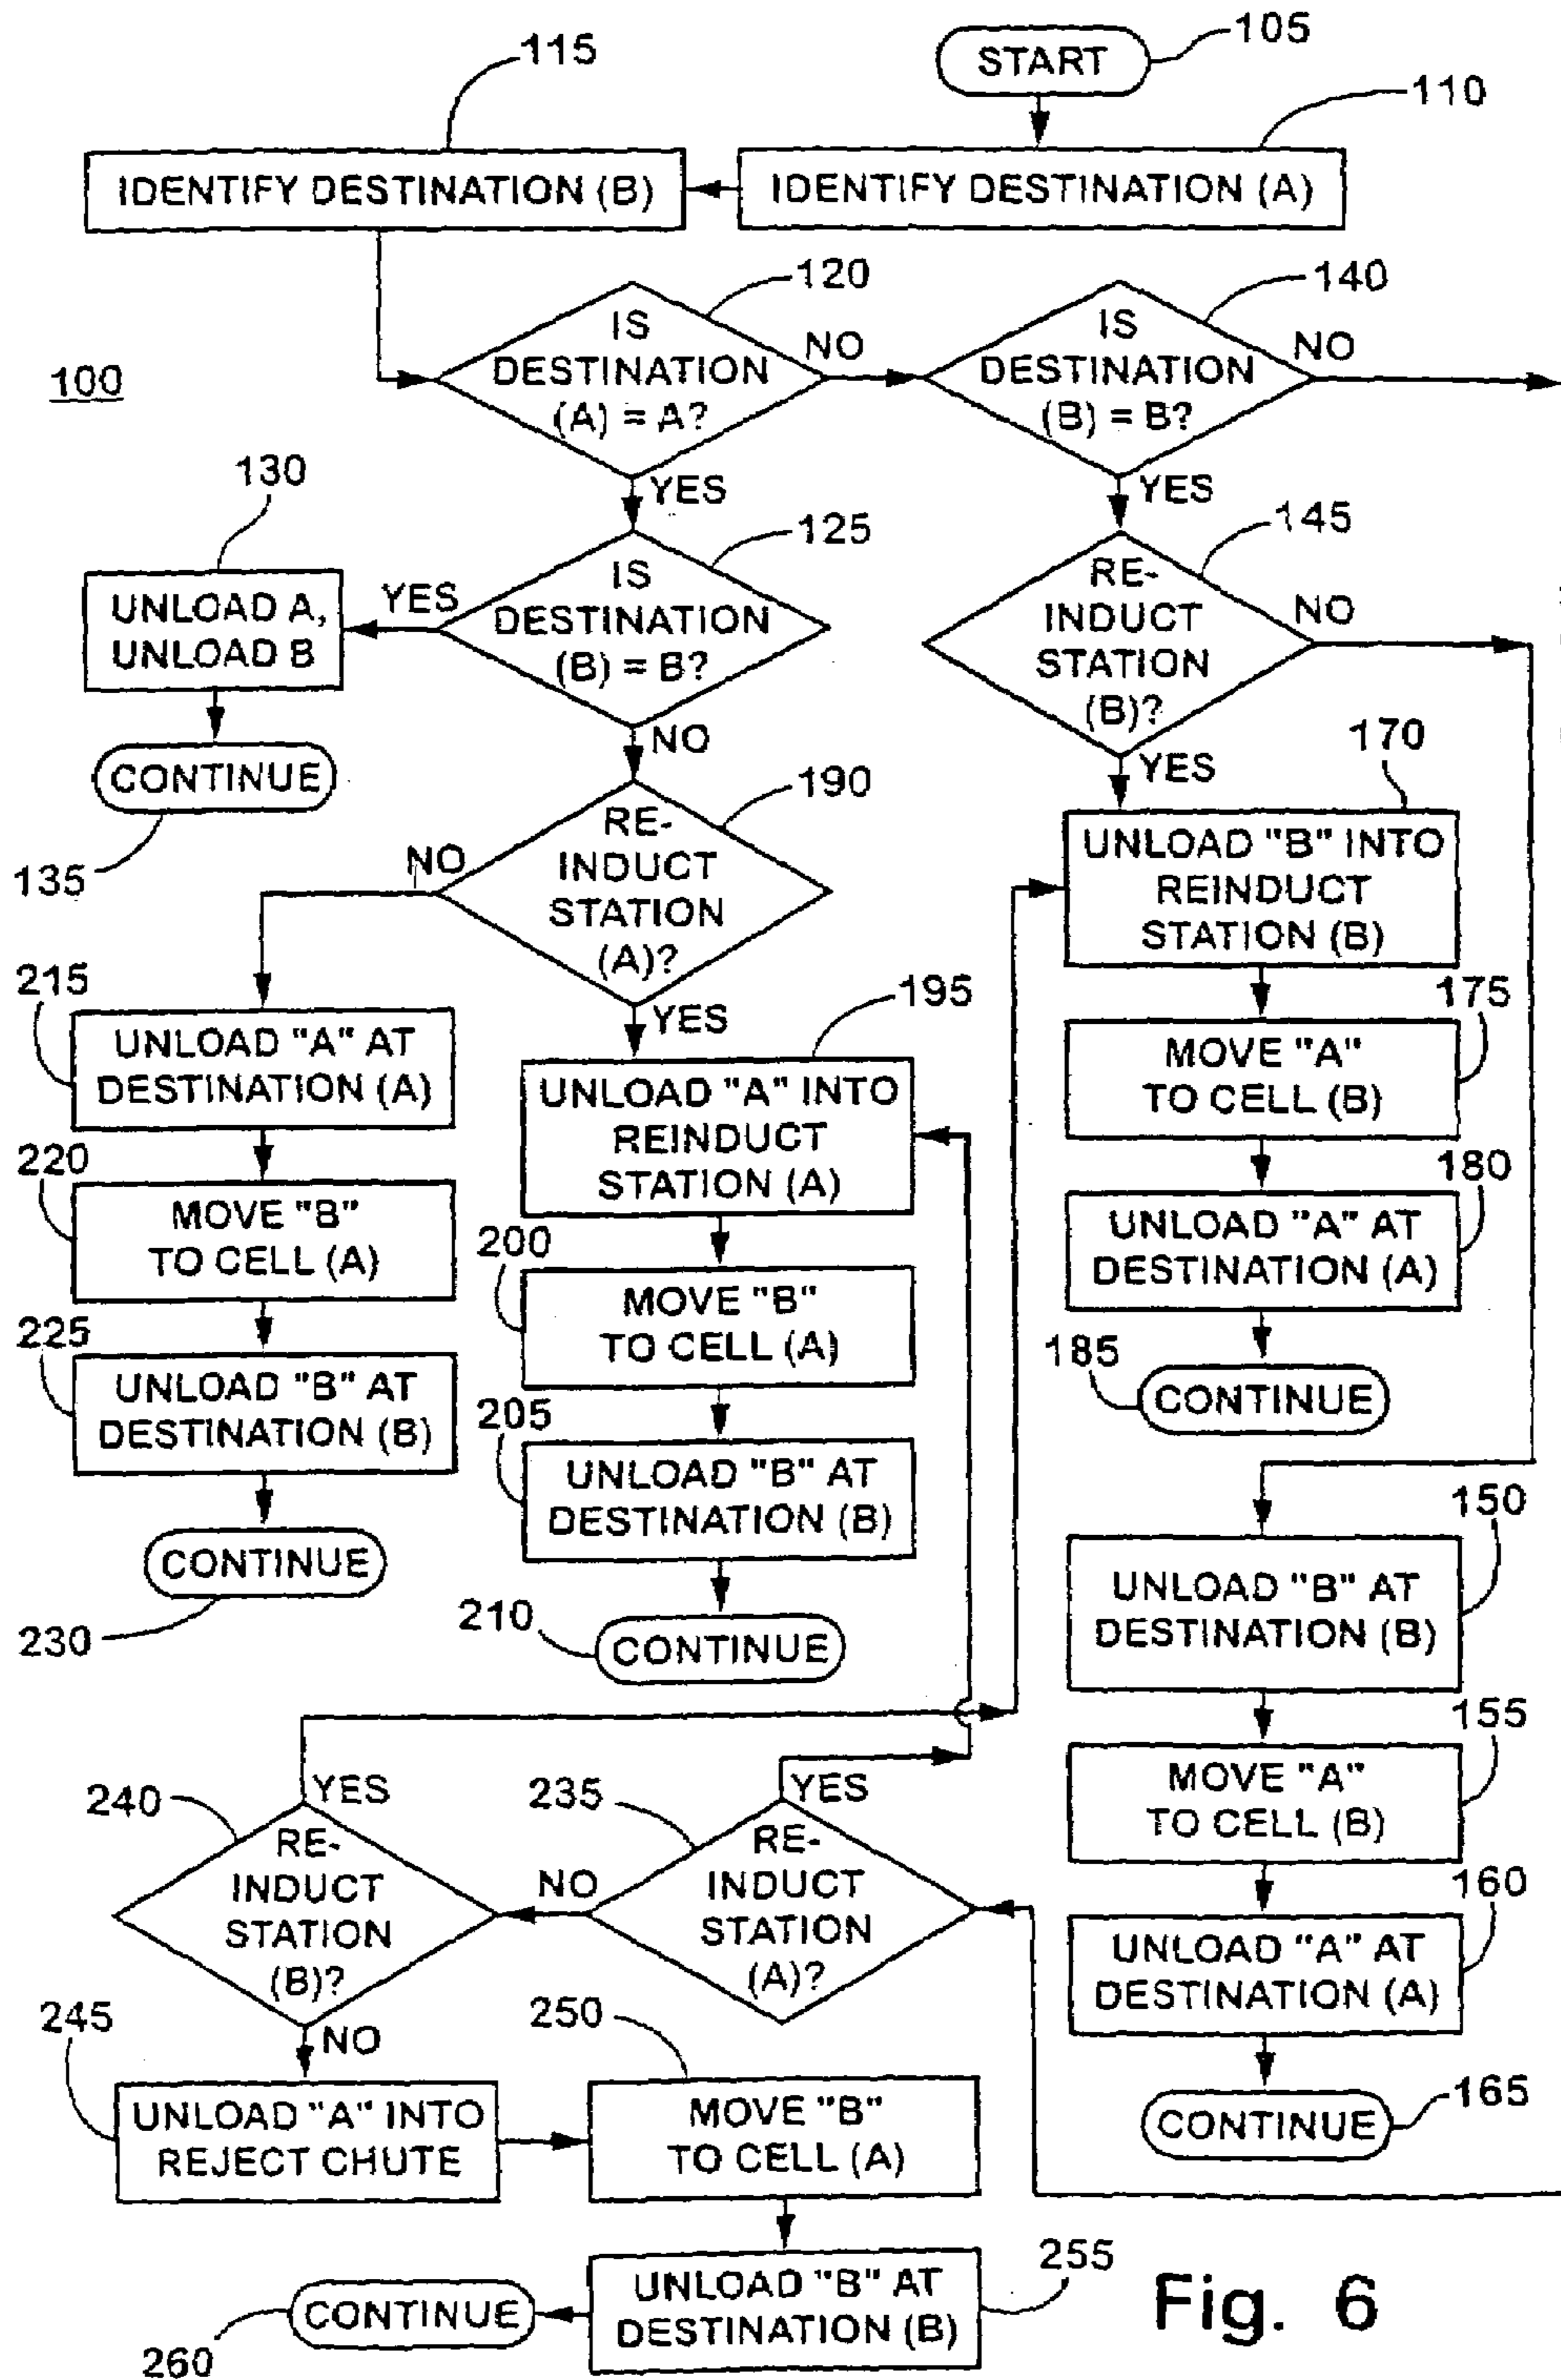 105
START
115
110
IDENTIFY DESTINATION (B)
IDENTIFY DESTINATION (A)
120
140
IS
DESTINATION
(A) = A?
NO
IS
DESTINATION
(B) = B?
NO
100
YES
YES
130
125
145
UNLOAD A,
UNLOAD B
YES
IS
DESTINATION
(B) = B?
RE-
INDUCT
STATION
(B)?
NO
NO
YES
170
CONTINUE
135
190
RE-
INDUCT
STATION
(A)?
NO
YES
UNLOAD "B" INTO
REINDUCT
STATION (B)
215
195
175
UNLOAD "A" AT
DESTINATION (A)
UNLOAD "A" INTO
REINDUCT
STATION (A)
MOVE "A"
TO CELL (B)
220
180
MOVE "B"
TO CELL (A)
200
MOVE "B"
TO CELL (A)
UNLOAD "A" AT
DESTINATION (A)
225
185
UNLOAD "B" AT
DESTINATION (B)
CONTINUE
205
UNLOAD "B" AT
DESTINATION (B)
150
CONTINUE
230
210
CONTINUE
UNLOAD "B" AT
DESTINATION (B)
155
MOVE "A"
TO CELL (B)
240
YES
235
YES
RE-
INDUCT
STATION
(B)?
NO
RE-
INDUCT
STATION
(A)?
160
UNLOAD "A" AT
DESTINATION (A)
245
NO
250
165
CONTINUE
UNLOAD "A" INTO
REJECT CHUTE
MOVE "B"
TO CELL (A)
255
UNLOAD "B" AT
DESTINATION (B)
CONTINUE
260
Fig. 6